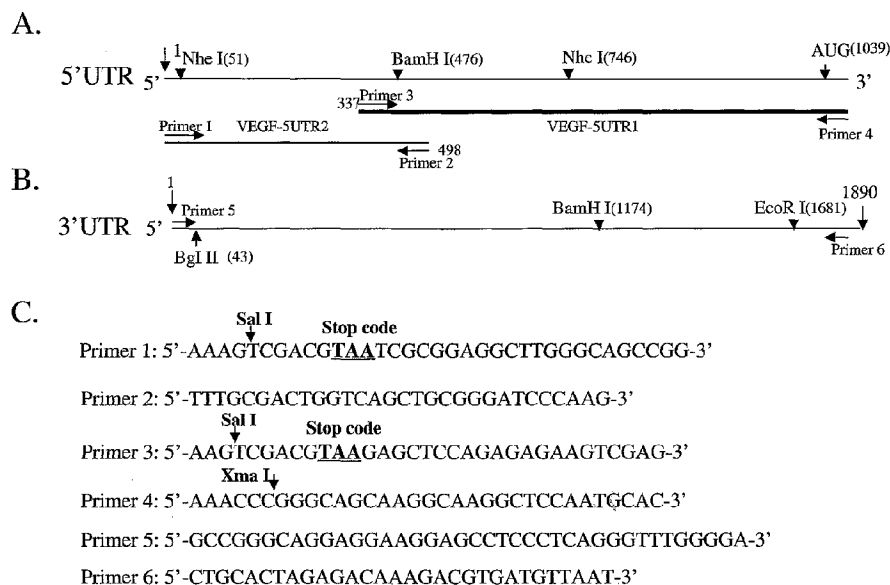 A.
1 Nhe I(51) BamH I(476) Nhc I(746) AUG(1039)
5'UTR 5' 3'
337 Primer 3
Primer 1 VEGF-5UTR2 VEGF-5UTR1 Primer 4
Primer 2 498
B.
1 1890
Primer 5 BamH I(1174) EcoR I(1681)
3'UTR 5'
BgI II (43) Primer 6
C.
Sal I Stop code
Primer 1: 5'-AAAGTCGACGTAATCGCGGAGGCTTGGGCAGCCGG-3'
Primer 2: 5'-TTTGCGACTGGTCAGCTGCGGGATCCCAAG-3'
Sal I Stop code
Primer 3: 5'-AAGTCGACGTAAGAGCTCCAGAGAGAAGTCGAG-3'
Xma I
Primer 4: 5'-AAACCCGGGCAGCAAGGCAAGGCTCCAATGCAC-3'
Primer 5: 5'-GCCGGGCAGGAGGAAGGAGCCTCCCTCAGGGTTTGGGGA-3'
Primer 6: 5'-CTGCACTAGAGACAAAGACGTGATGTTAAT-3'